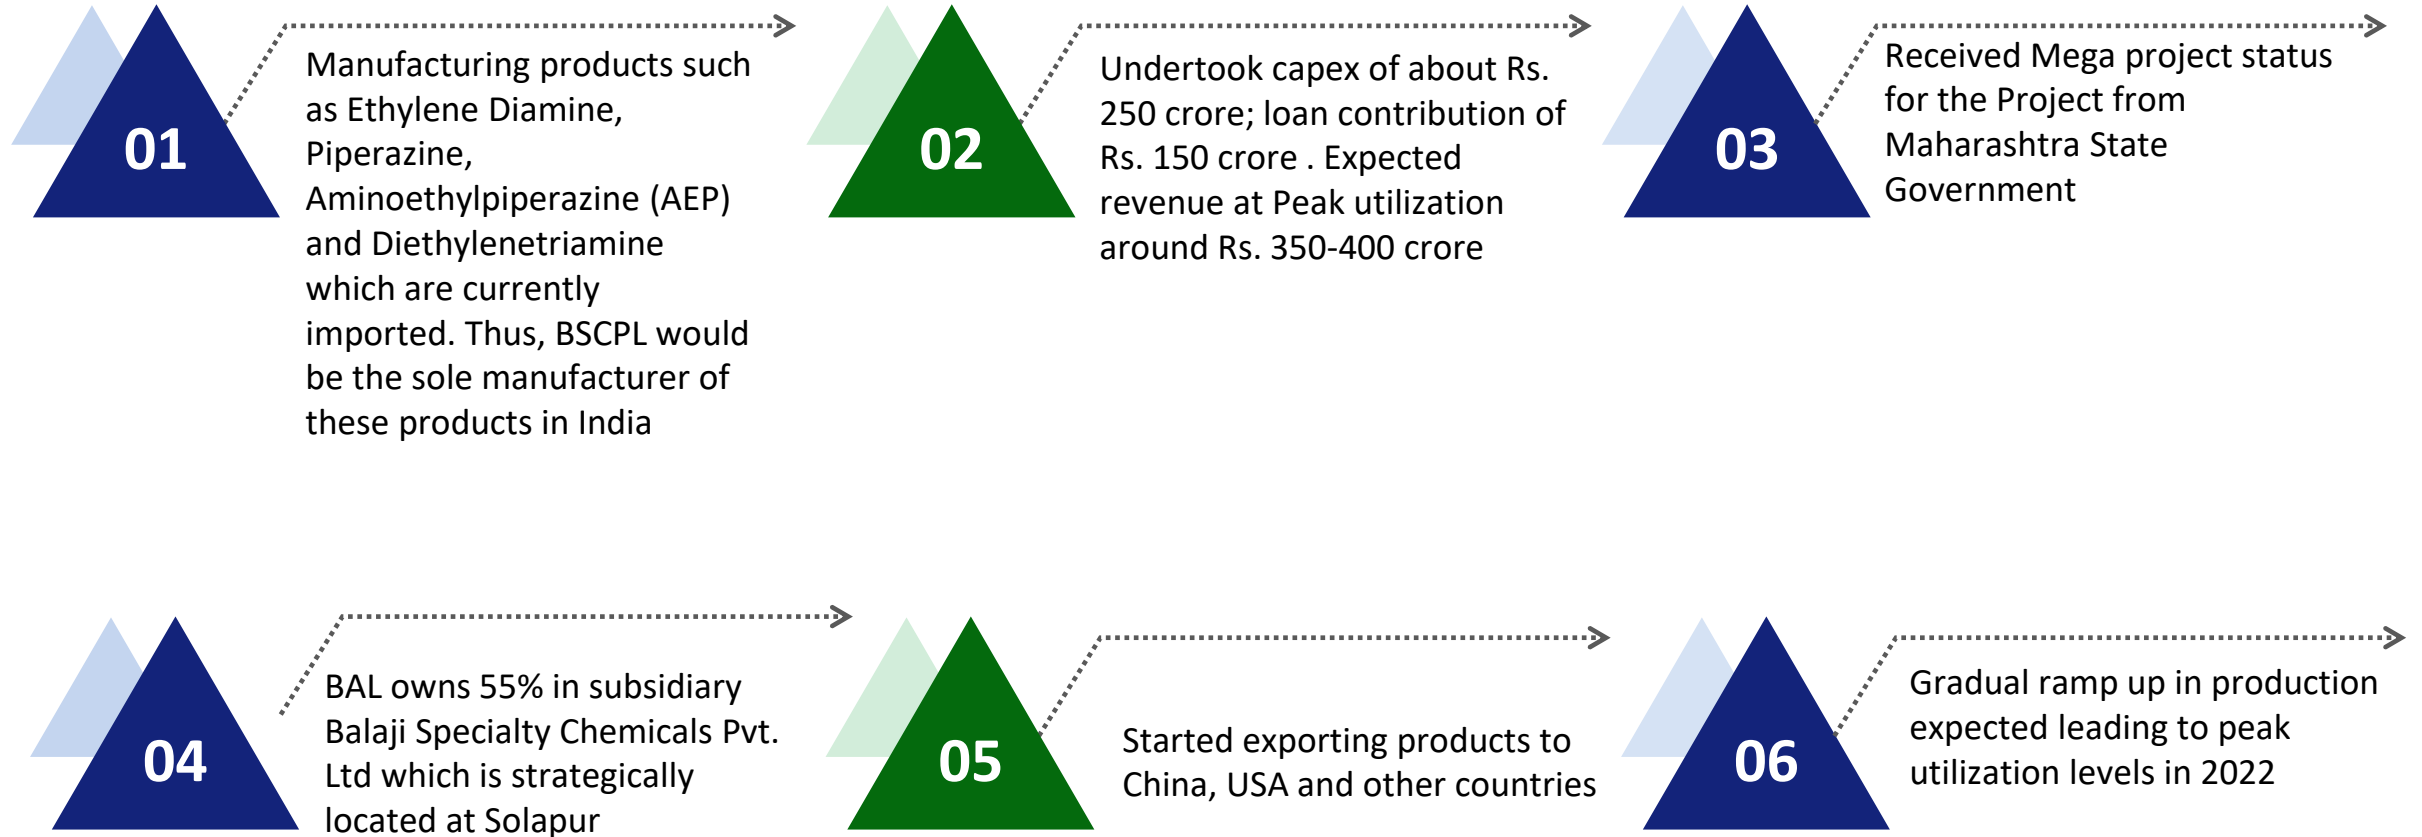 01
Manufacturing products such
as Ethylene Diamine,
Piperazine,
Aminoethylpiperazine (AEP)
and Diethylenetriamine
which are currently
imported. Thus, BSCPL would
be the sole manufacturer of
these products in India
02
Undertook capex of about Rs.
250 crore; loan contribution of
Rs. 150 crore . Expected
revenue at Peak utilization
around Rs. 350-400 crore
03
Received Mega project status
for the Project from
Maharashtra State
Government
04
BAL owns 55% in subsidiary
Balaji Specialty Chemicals Pvt.
Ltd which is strategically
located at Solapur
05
Started exporting products to
China, USA and other countries
06
Gradual ramp up in production
expected leading to peak
utilization levels in 2022